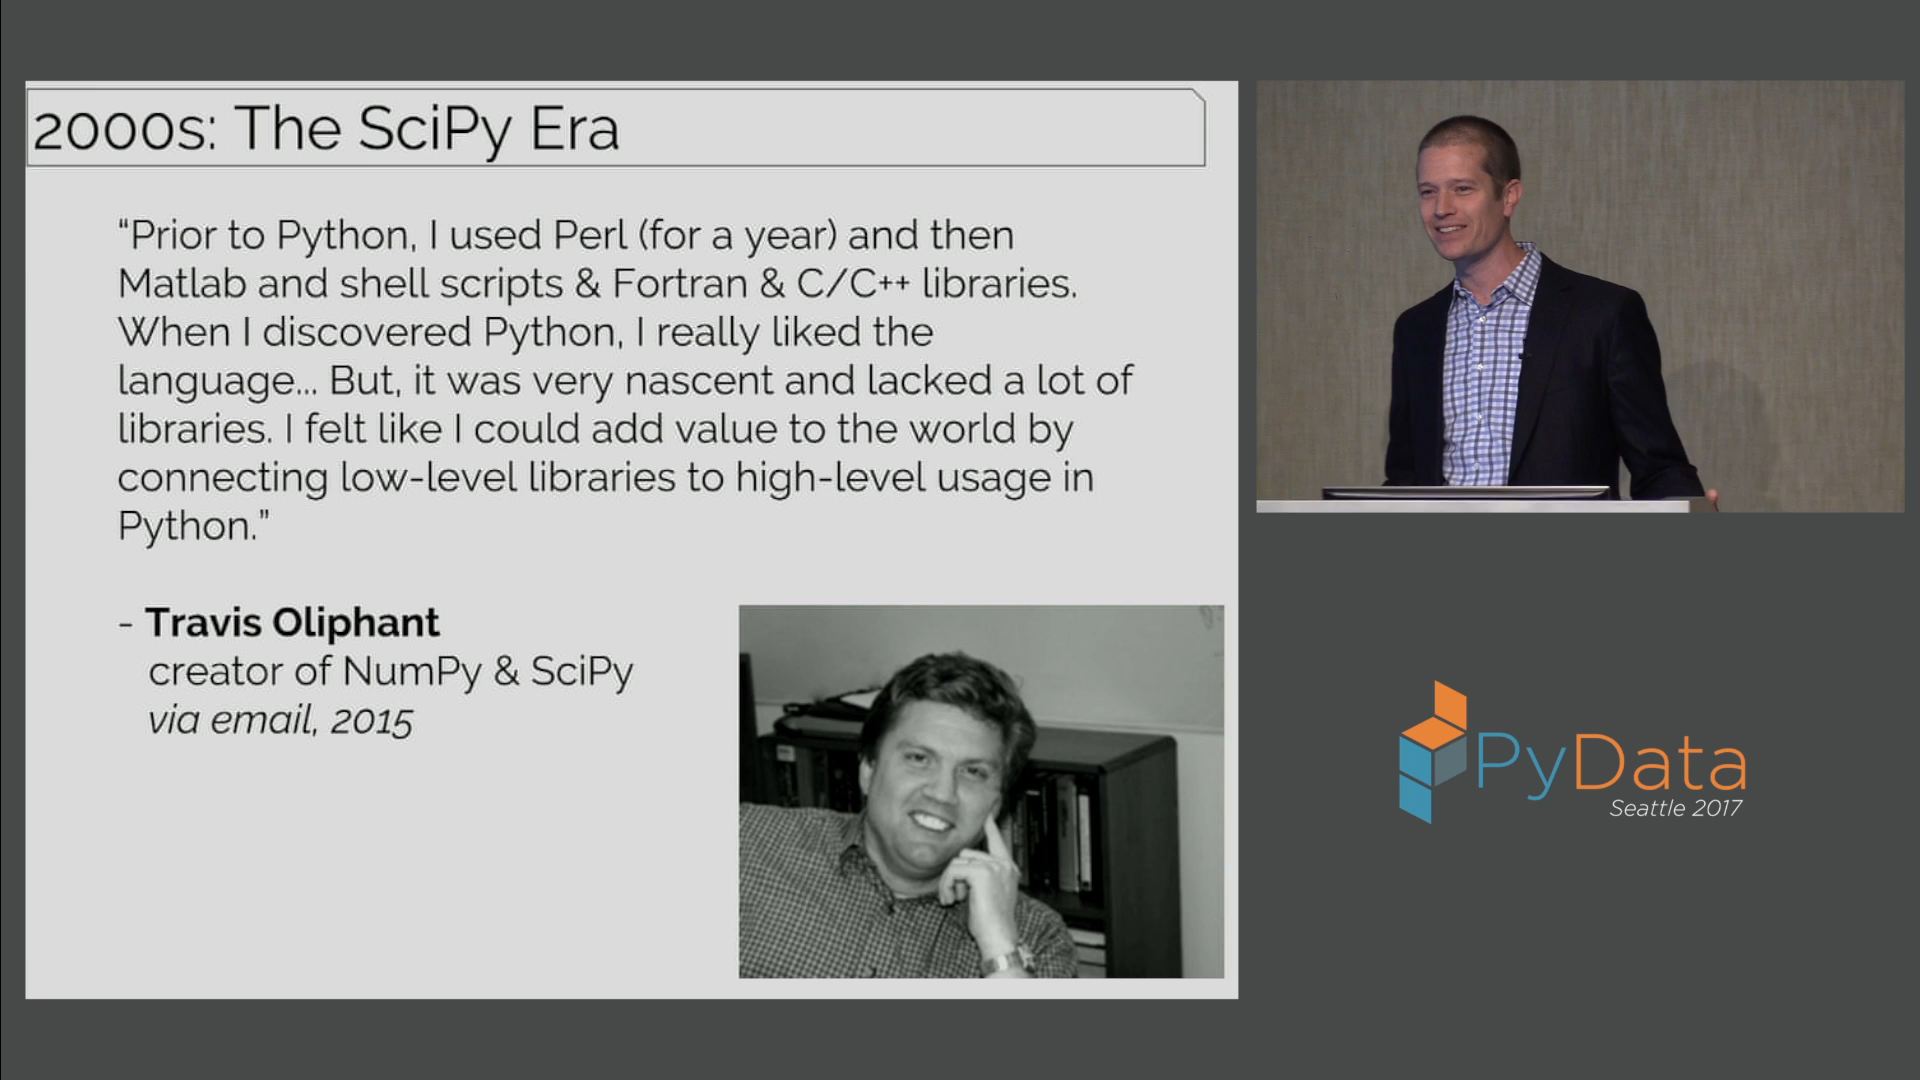 2000s: The SciPy Era
“Prior to Python, I used Perl (for a year) and then
Matlab and shell scripts & Fortran & C/C++ libraries.
When I discovered Python, I really liked the
language... But, it was very nascent and lacked a lot of
libraries. I felt like I could add value to the world by
connecting low-level libraries to high-level usage in
Python.”
- Travis Oliphant
creator of NumPy & SciPy
via email, 2015
PyData
Seattle 2017